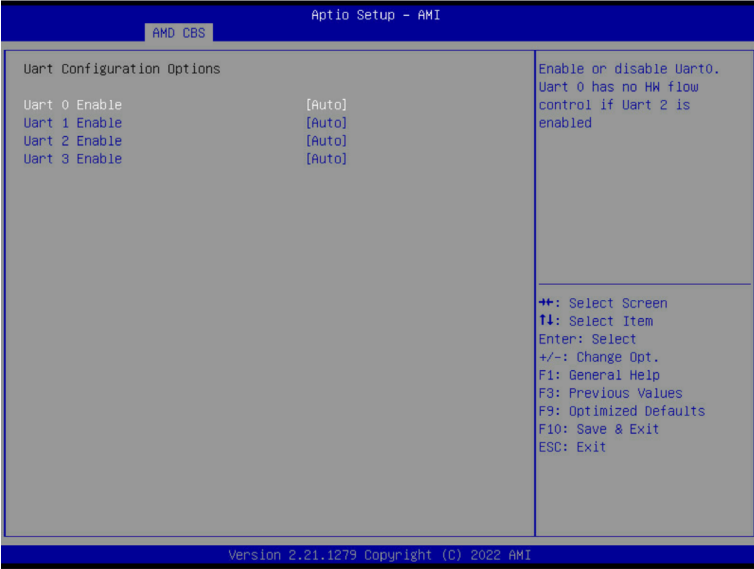 Aptio Setup - AMI
AMD CBS
Uart Configuration Options
Uart 0 Enable [Auto]
Uart 1 Enable [Auto]
Uart 2 Enable [Auto]
Uart 3 Enable [Auto]
Enable or disable Uart0.
Uart 0 has no HW flow
control if Uart 2 is
enabled
→←: Select Screen
↑↓: Select Item
Enter: Select
+/-: Change Opt.
F1: General Help
F3: Previous Values
F9: Optimized Defaults
F10: Save & Exit
ESC: Exit
Version 2.21.1279 Copyright (C) 2022 AMI